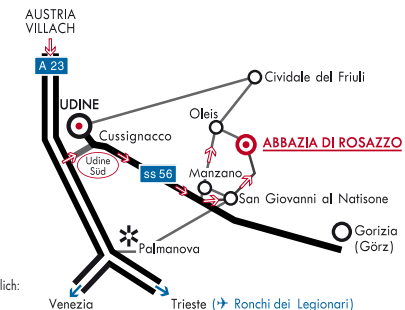 AUSTRIA
VILLACH
A 23
Cividale del Friuli
UDINE
Oleis
Cussignacco
ABBAZIA DI ROSAZZO
Udine
Süd
Manzano
ss 56
San Giovanni al Natisone
Gorizia
(Görz)
Palmanova
lich:
Venezia
Trieste (✈ Ronchi dei Legionari)